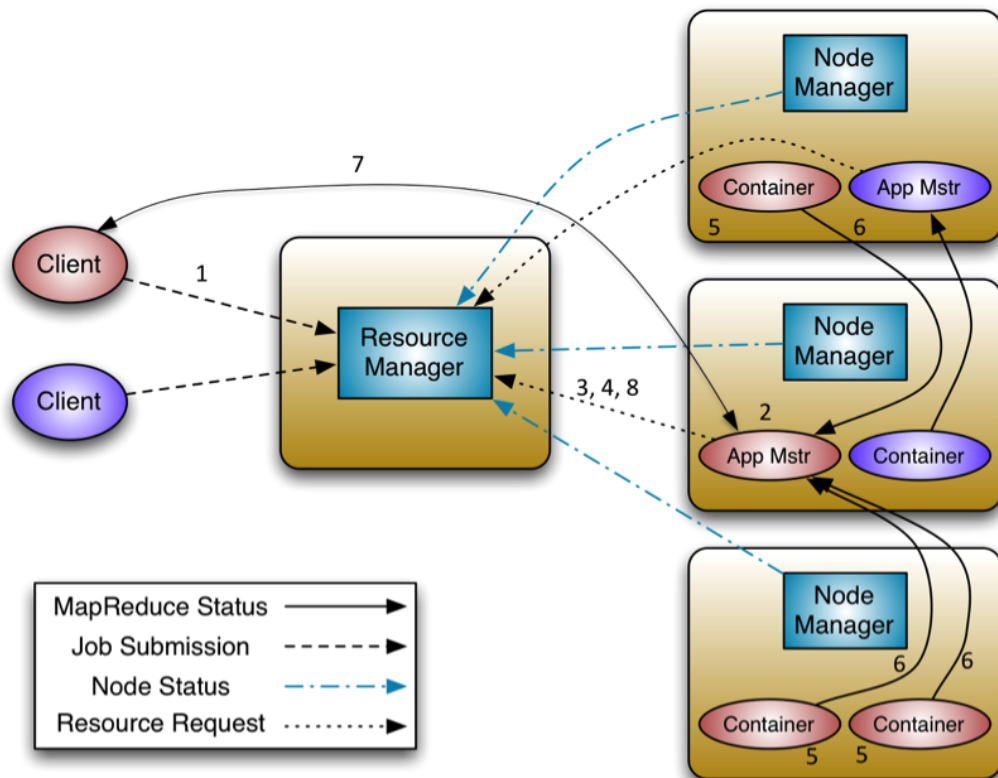 Node
Manager
7
Container
App Mstr
5
6
Client
1
Resource
Manager
Node
Manager
Client
3, 4, 8
2
App Mstr
Container
Node
Manager
6
6
Container
Container
5
5
MapReduce Status
Job Submission
Node Status
Resource Request